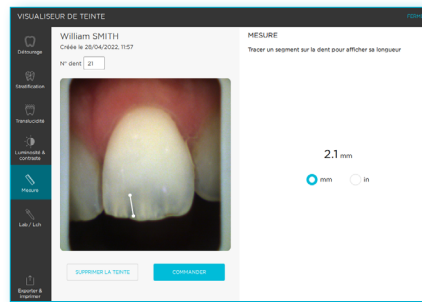 VISUALISEUR DE TEINTE
Détourage
Stratification
Translucidité
Luminosité & contraste
Mesure
Lab / Lch
Exporter & imprimer
William SMITH
Créée le 28/04/2022, 11:57
N° dent 21
SUPPRIMER LA TEINTE
COMMANDER
MESURE
Tracer un segment sur la dent pour afficher sa longueur
2.1 mm
mm
in